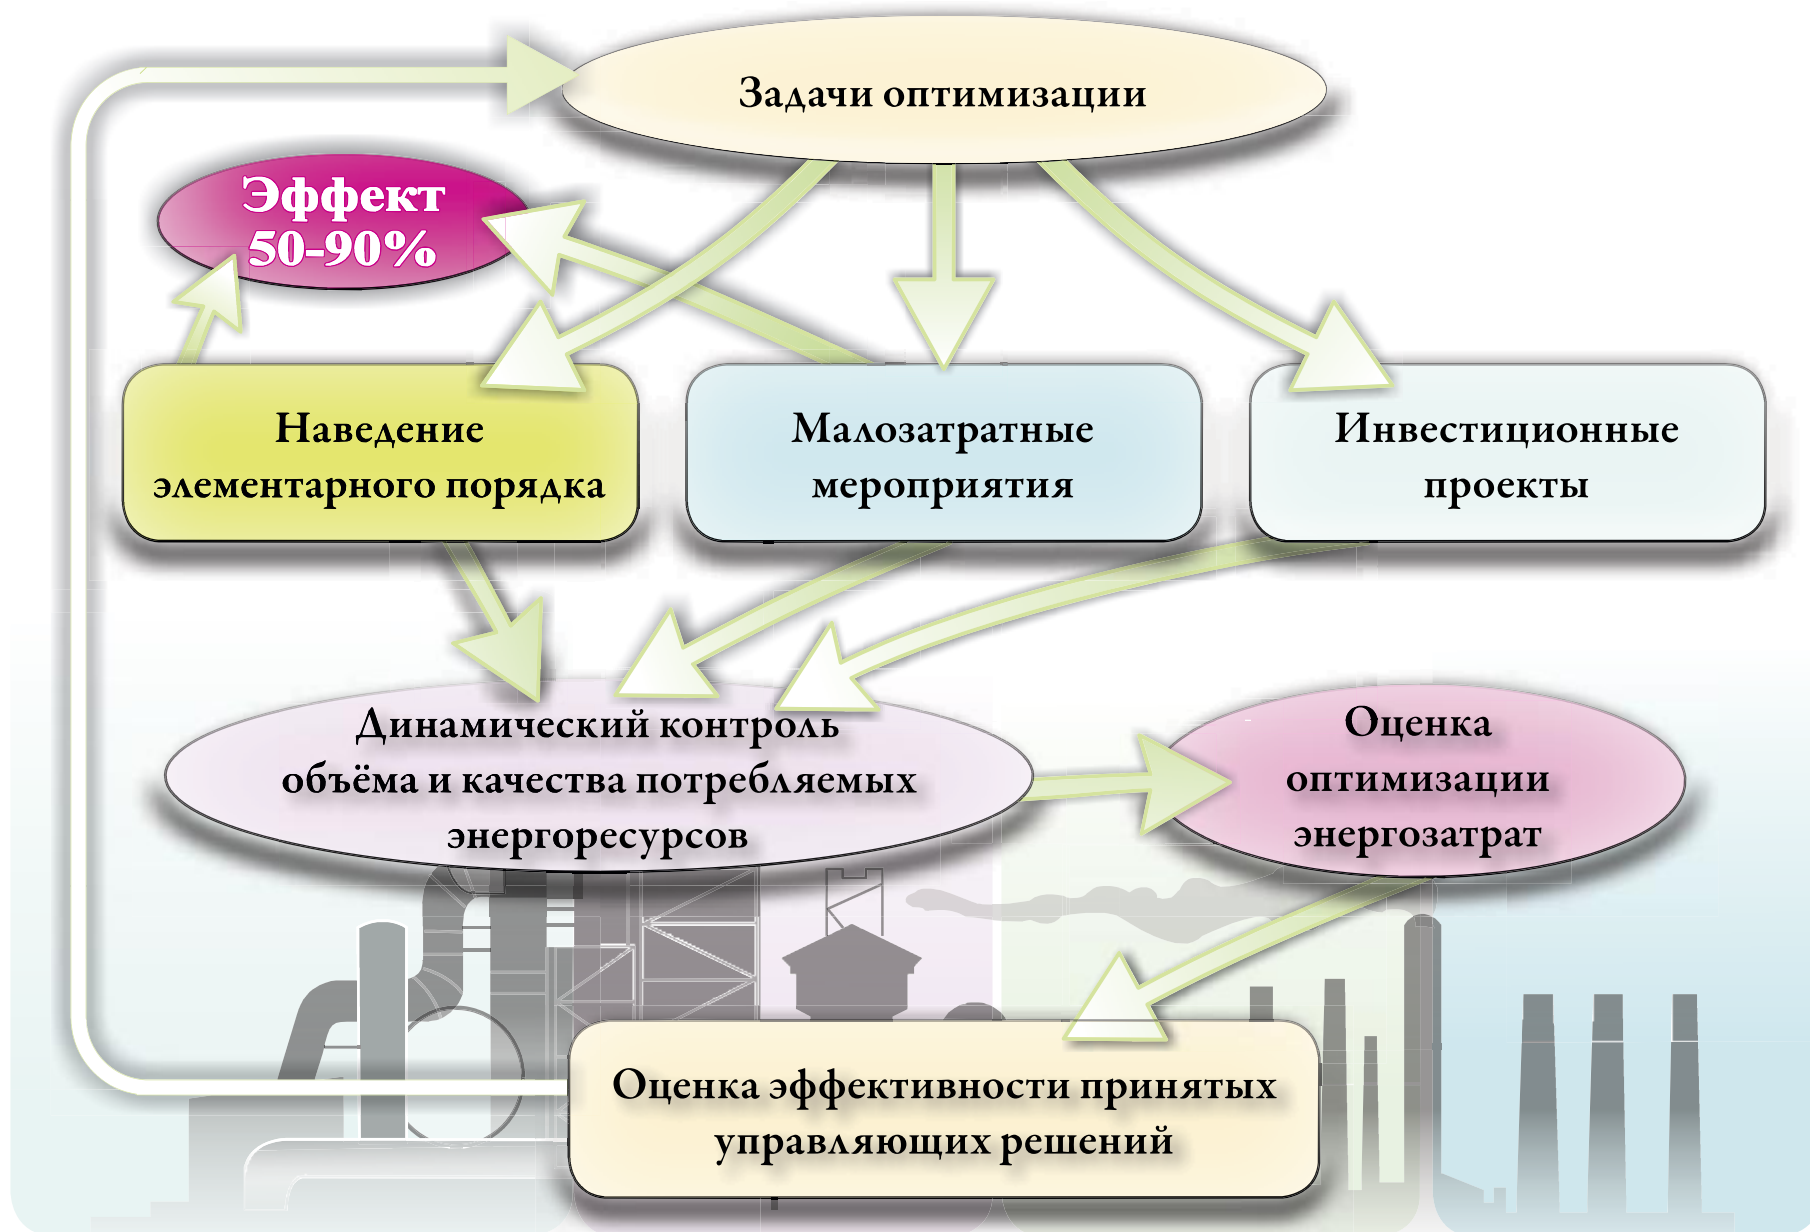 Задачи оптимизации
Эффект
50-90%
Наведение
элементарного порядка
Малозатратные
мероприятия
Инвестиционные
проекты
Динамический контроль
объёма и качества потребляемых
энергоресурсов
Оценка
оптимизации
энергозатрат
Оценка эффективности принятых
управляющих решений